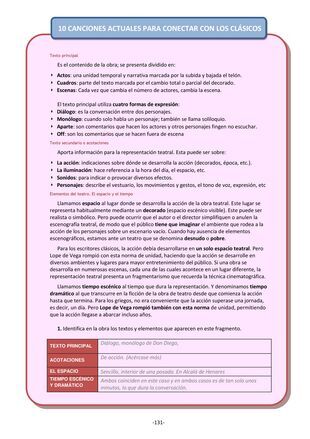 10 CANCIONES ACTUALES PARA CONECTAR CON LOS CLÁSICOS
Texto principal
Es el contenido de la obra; se presenta dividido en:
Actos: una unidad temporal y narrativa marcada por la subida y bajada el telón.
Cuadros: parte del texto marcada por el cambio total o parcial del decorado.
Escenas: Cada vez que cambia el número de actores, cambia la escena.
El texto principal utiliza cuatro formas de expresión:
Diálogo: es la conversación entre dos personajes.
Monólogo: cuando solo habla un personaje; también se llama soliloquio.
Aparte: son comentarios que hacen los actores y otros personajes fingen no escuchar.
Off: son los comentarios que se hacen fuera de escena
Texto secundario o acotaciones
Aporta información para la representación teatral. Esta puede ser sobre:
La acción: indicaciones sobre dónde se desarrolla la acción (decorados, época, etc.).
La iluminación: hace referencia a la hora del día, el espacio, etc.
Sonidos: para indicar o provocar diversos efectos.
Personajes: describe el vestuario, los movimientos y gestos, el tono de voz, expresión, etc
Elementos del teatro. El espacio y el tiempo
Llamamos espacio al lugar donde se desarrolla la acción de la obra teatral. Este lugar se
representa habitualmente mediante un decorado (espacio escénico visible). Este puede ser
realista o simbólico. Pero puede ocurrir que el autor o el director simplifiquen o anulen la
escenografía teatral, de modo que el público tiene que imaginar el ambiente que rodea a la
acción de los personajes sobre un escenario vacío. Cuando hay ausencia de elementos
escenográficos, estamos ante un teatro que se denomina desnudo o pobre.
Para los escritores clásicos, la acción debía desarrollarse en un solo espacio teatral. Pero
Lope de Vega rompió con esta norma de unidad, haciendo que la acción se desarrolle en
diversos ambientes y lugares para mayor entretenimiento del público. Si una obra se
desarrolla en numerosas escenas, cada una de las cuales acontece en un lugar diferente, la
representación teatral presenta un fragmentarismo que recuerda la técnica cinematográfica.
Llamamos tiempo escénico al tiempo que dura la representación. Y denominamos tiempo
dramático al que transcurre en la ficción de la obra de teatro desde que comienza la acción
hasta que termina. Para los griegos, no era conveniente que la acción superase una jornada,
es decir, un día. Pero Lope de Vega rompió también con esta norma de unidad, permitiendo
que la acción llegase a abarcar incluso años.
1. Identifica en la obra los textos y elementos que aparecen en este fragmento.
TEXTO PRINCIPAL
Diálogo, monólogo de Don Diego,
ACOTACIONES
De acción. (Acércase más)
EL ESPACIO
Sencillo, interior de una posada. En Alcalá de Henares
TIEMPO ESCÉNICO
Y DRAMÁTICO
Ambos coinciden en este caso y en ambos casos es de tan solo unos
minutos, lo que dura la conversación.
-131-